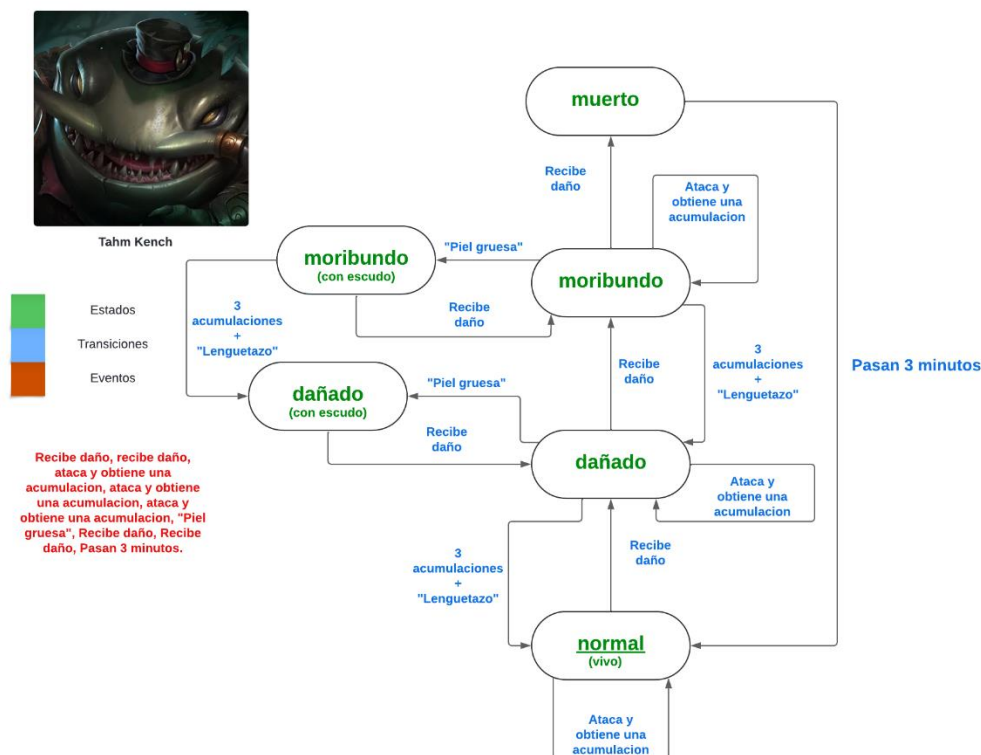 muerto
Recibe
daño
Ataca y
obtiene una
acumulacion
Tahm Kench
moribundo
(con escudo)
"Piel gruesa"
moribundo
Estados
Transiciones
Eventos
3
acumulaciones
+
"Lenguetazo"
Recibe
daño
Recibe
daño
3
acumulaciones
+
"Lenguetazo"
Pasan 3 minutos
dañado
(con escudo)
"Piel gruesa"
Recibe
daño
dañado
Recibe daño, recibe daño,
ataca y obtiene una
acumulacion, ataca y obtiene
una acumulacion, ataca y
obtiene una acumulacion, "Piel
gruesa", Recibe daño, Recibe
daño, Pasan 3 minutos.
Ataca y
obtiene una
acumulacion
3
acumulaciones
+
"Lenguetazo"
Recibe
daño
normal
(vivo)
Ataca y
obtiene una
acumulacion